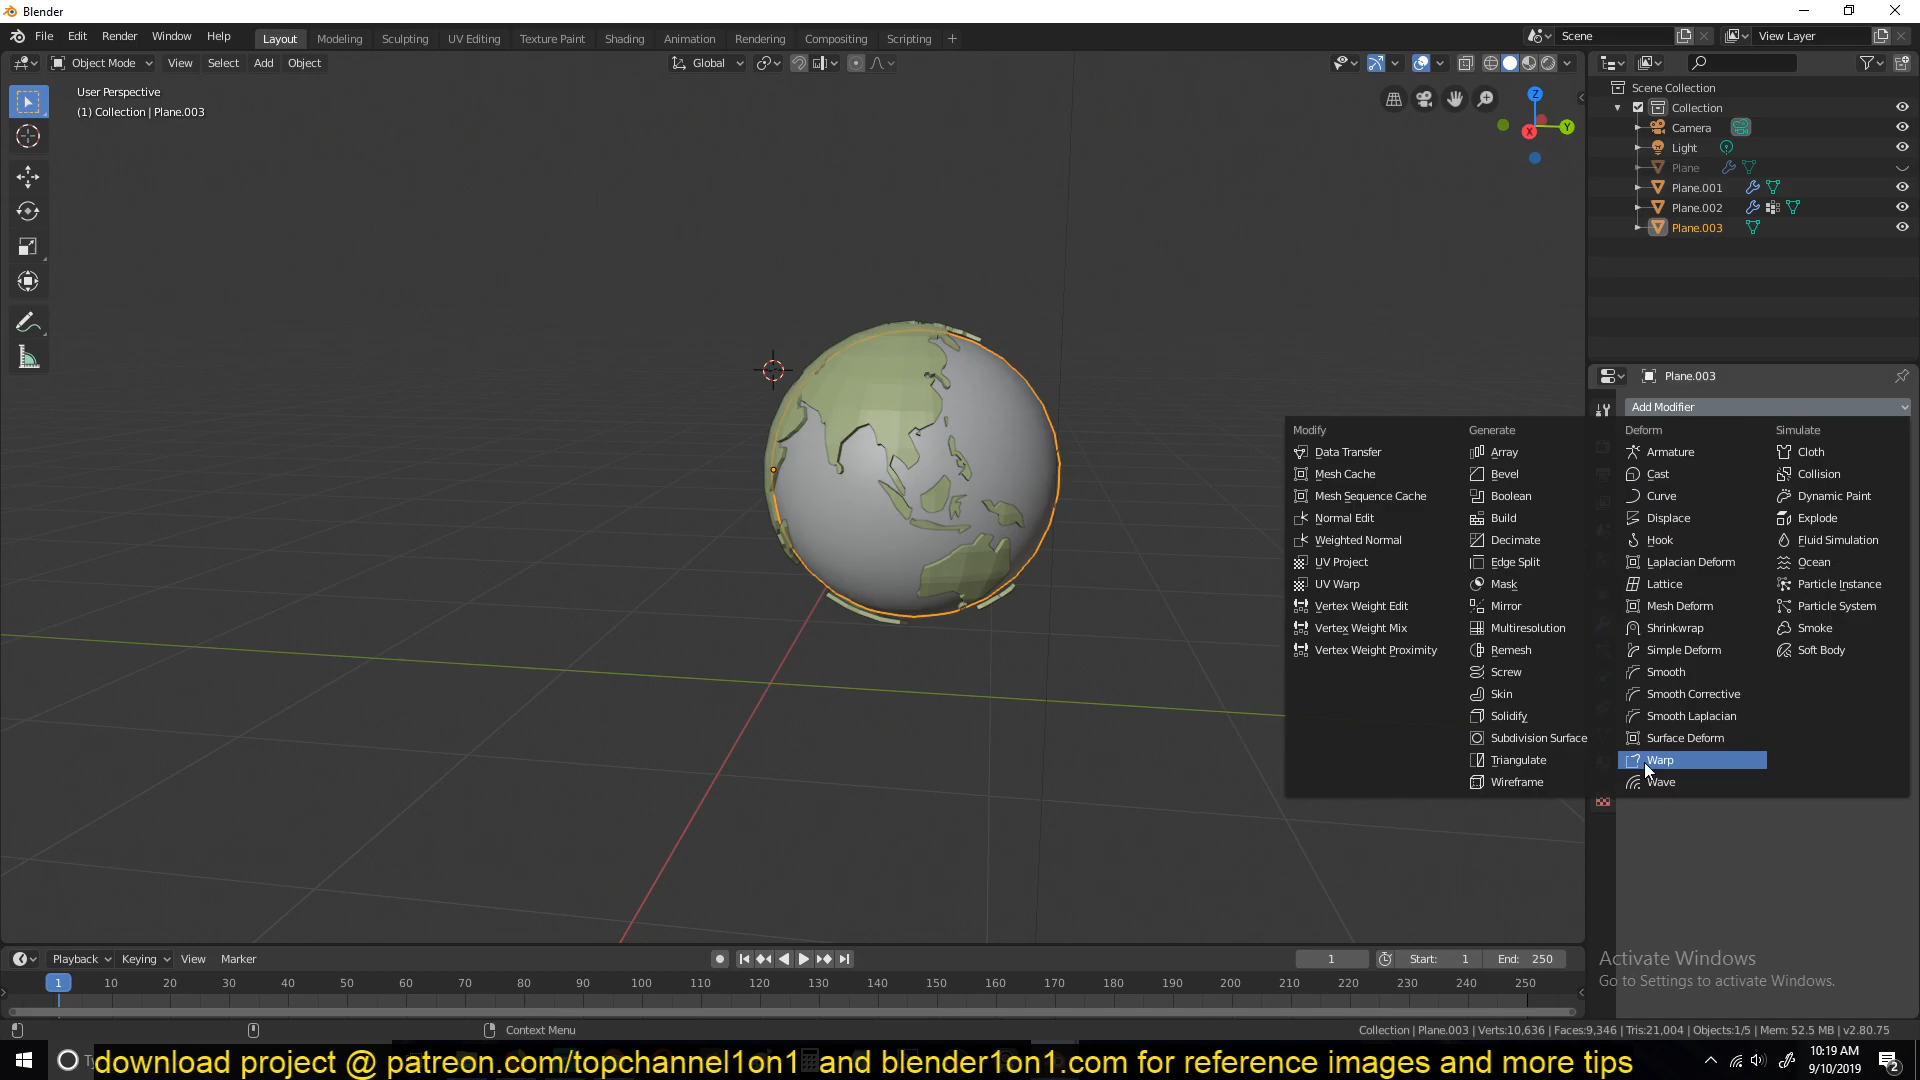 Blender
File Edit Render Window Help Layout Modeling Sculpting UV Editing Texture Paint Shading Animation Rendering Compositing Scripting + Scene View Layer
Object Mode View Select Add Object Global
User Perspective
(1) Collection | Plane.003
Z
X
Y
Scene Collection
Collection
Camera
Light
Plane
Plane.001
Plane.002
Plane.003
Plane.003
Add Modifier
Modify Generate Deform Simulate
Data Transfer Array Armature Cloth
Mesh Cache Bevel Cast Collision
Mesh Sequence Cache Boolean Curve Dynamic Paint
Normal Edit Build Displace Explode
Weighted Normal Decimate Hook Fluid Simulation
UV Project Edge Split Laplacian Deform Ocean
UV Warp Mask Lattice Particle Instance
Vertex Weight Edit Mirror Mesh Deform Particle System
Vertex Weight Mix Multiresolution Shrinkwrap Smoke
Vertex Weight Proximity Remesh Simple Deform Soft Body
Screw Smooth
Skin Smooth Corrective
Solidify Smooth Laplacian
Subdivision Surface Surface Deform
Triangulate Warp
Wireframe Wave
Playback Keying View Marker 1 Start: 1 End: 250
1 10 20 30 40 50 60 70 80 90 100 110 120 130 140 150 160 170 180 190 200 210 220 230 240 250
Activate Windows
Go to Settings to activate Windows.
Context Menu Collection | Plane.003 | Verts:10,636 | Faces:9,346 | Tris:21,004 | Objects:1/5 | Mem: 52.5 MB | v2.80.75
download project @ patreon.com/topchannel1on1 and blender1on1.com for reference images and more tips
10:19 AM
9/10/2019
2